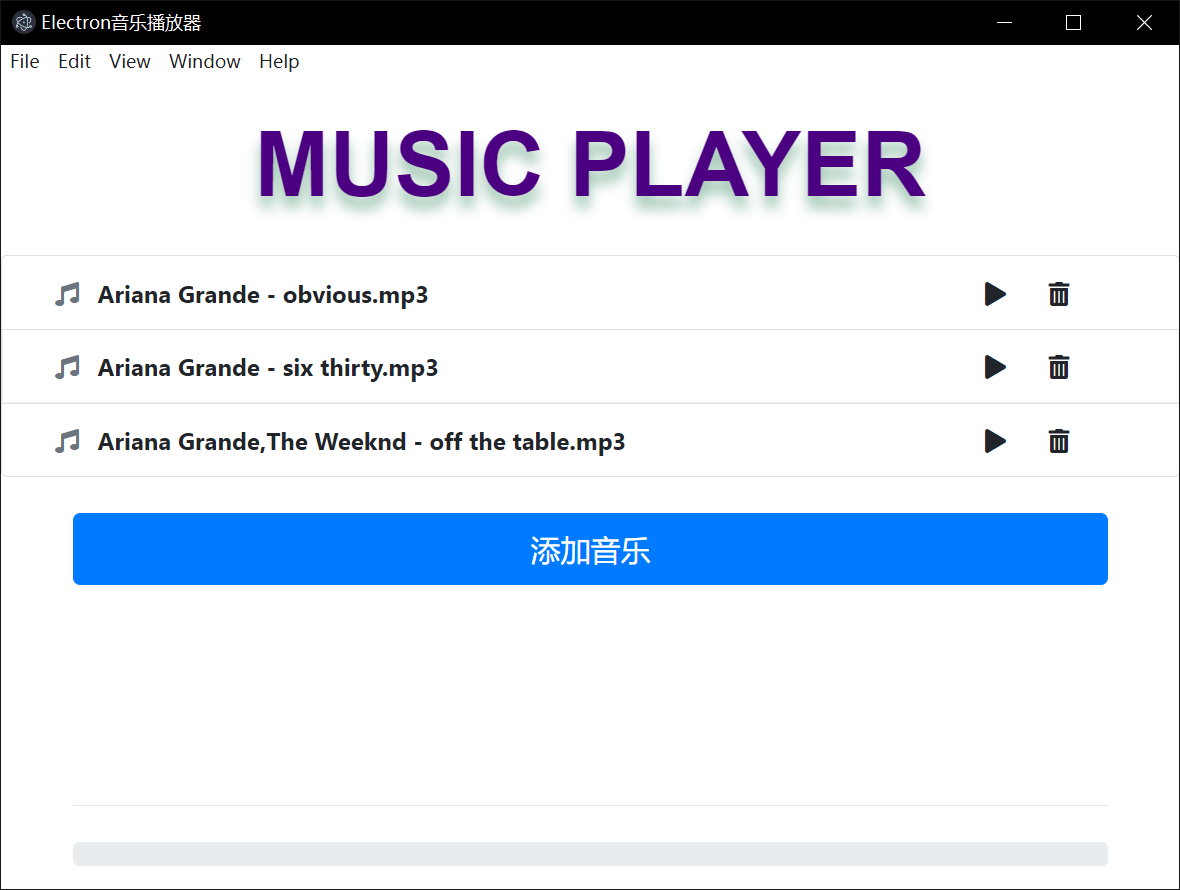 Electron音乐播放器
File Edit View Window Help
MUSIC PLAYER
Ariana Grande - obvious.mp3
Ariana Grande - six thirty.mp3
Ariana Grande,The Weeknd - off the table.mp3
添加音乐